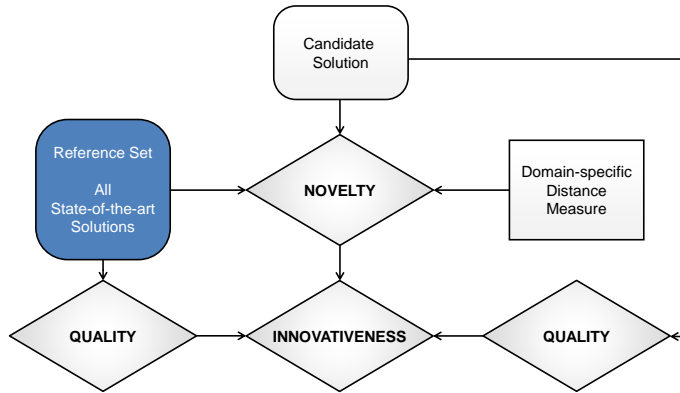 Candidate
Solution
Reference Set
All
State-of-the-art
Solutions
NOVELTY
Domain-specific
Distance
Measure
QUALITY
INNOVATIVENESS
QUALITY